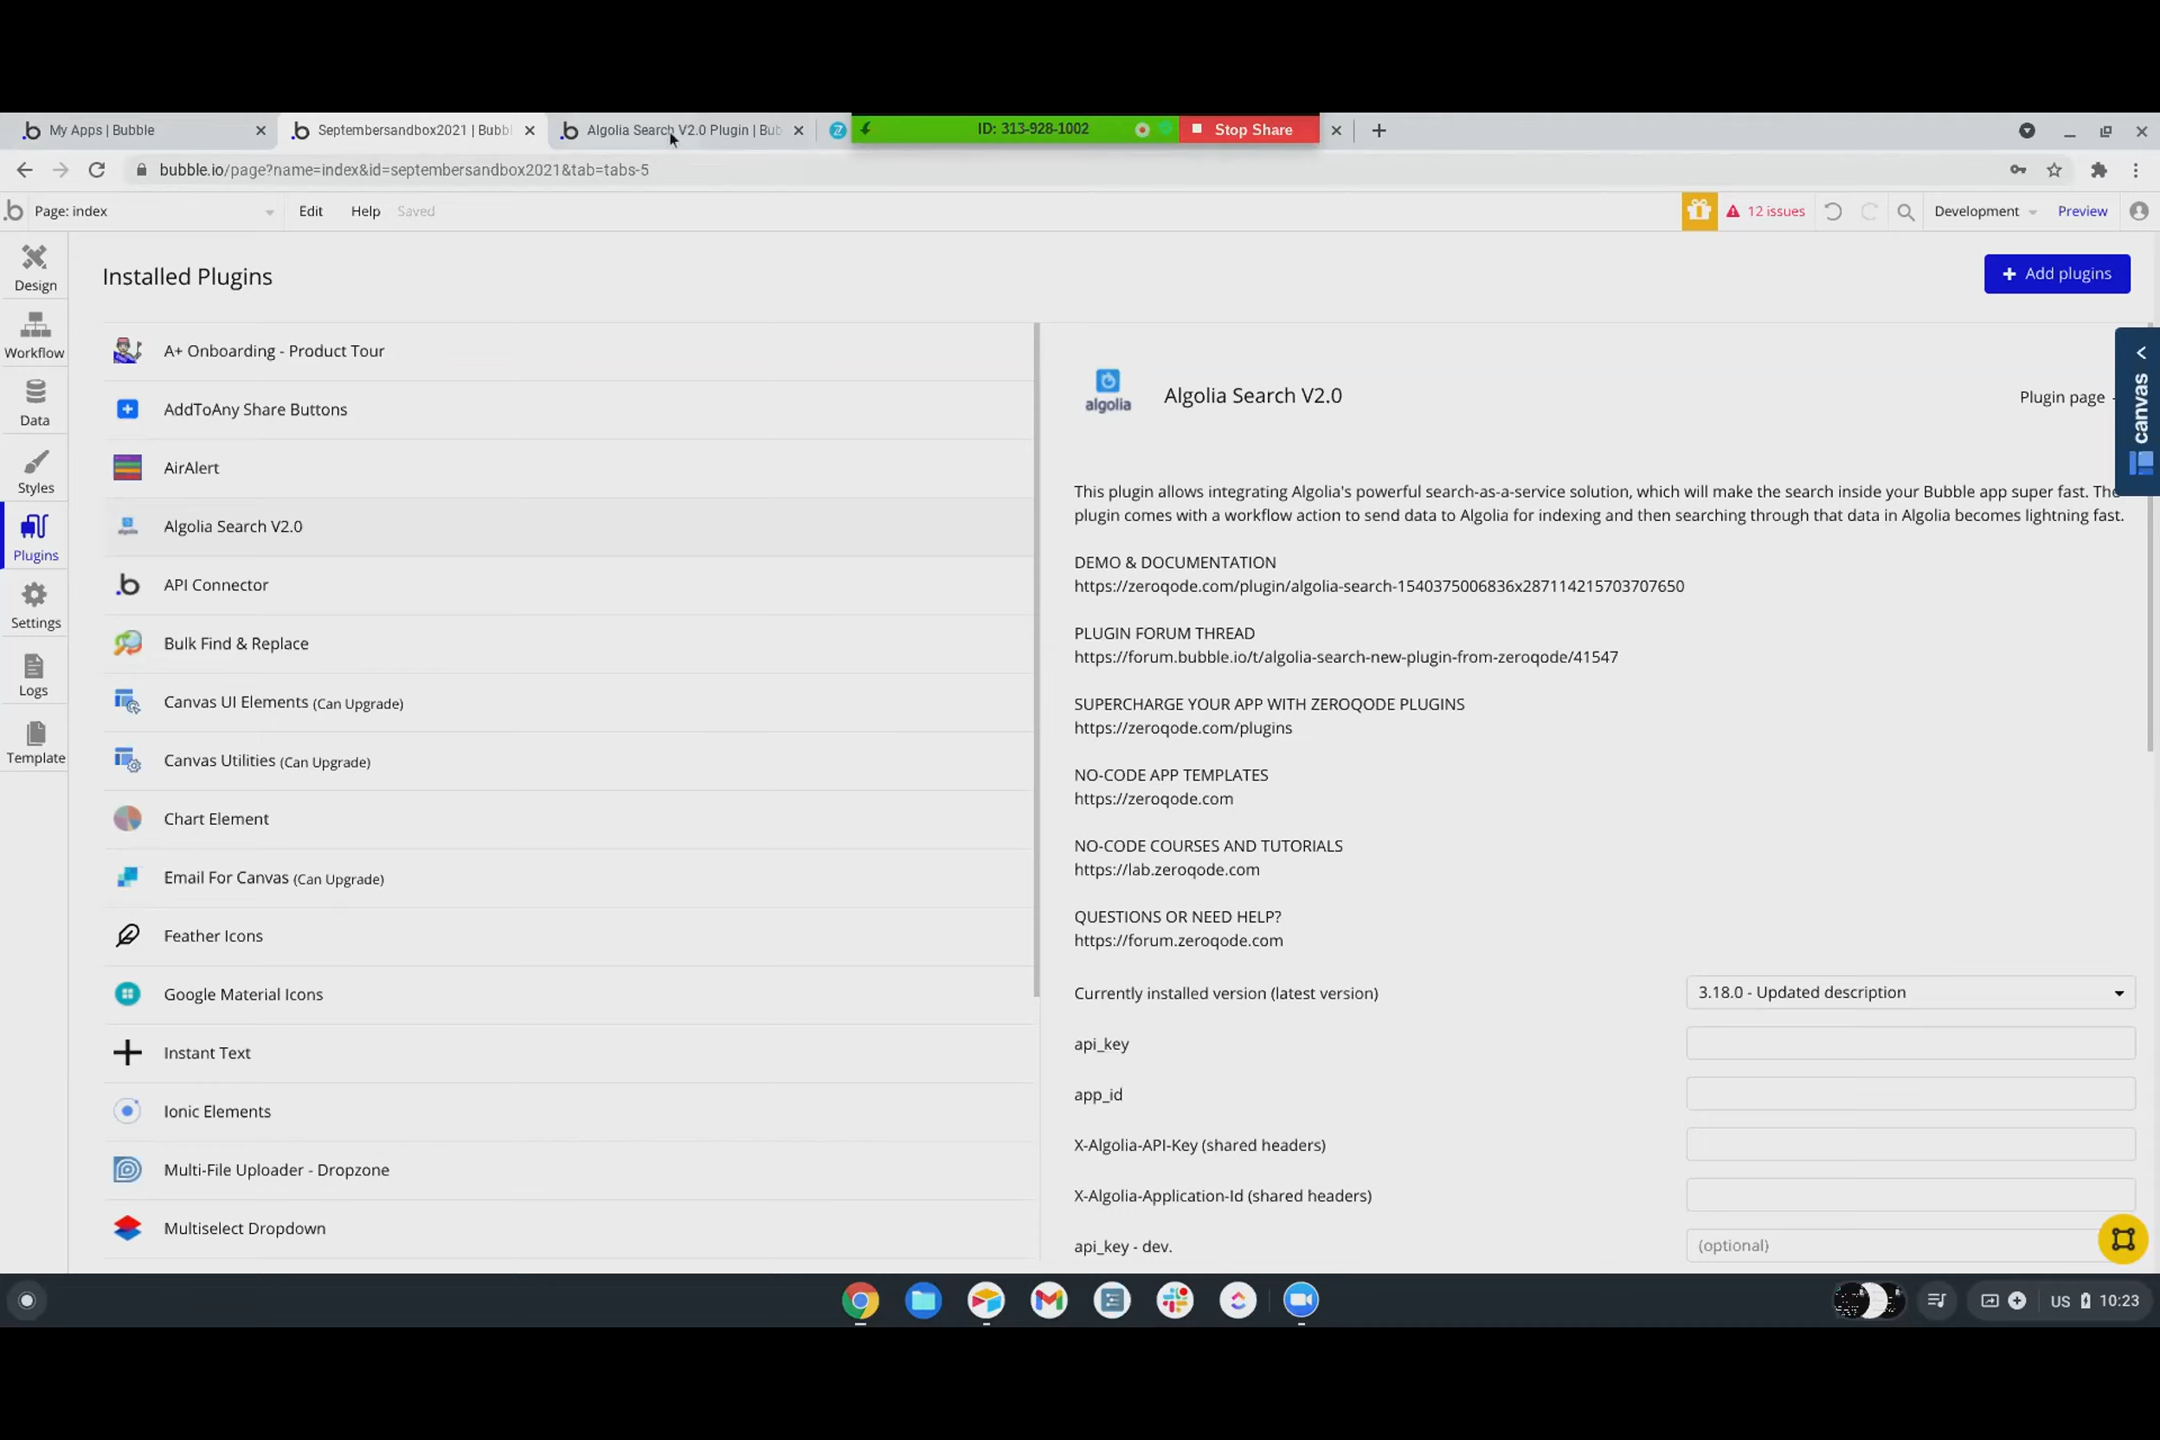 My Apps | Bubble
Septembersandbox2021 | Bubbl
Algolia Search V2.0 Plugin | Bub
ID: 313-928-1002
Stop Share
bubble.io/page?name=index&id=septembersandbox2021&tab=tabs-5
Page: index
Edit
Help
Saved
12 issues
Development
Preview
Design
Workflow
Data
Styles
Plugins
Settings
Logs
Template
Installed Plugins
Add plugins
A+ Onboarding - Product Tour
AddToAny Share Buttons
AirAlert
Algolia Search V2.0
API Connector
Bulk Find & Replace
Canvas UI Elements (Can Upgrade)
Canvas Utilities (Can Upgrade)
Chart Element
Email For Canvas (Can Upgrade)
Feather Icons
Google Material Icons
Instant Text
Ionic Elements
Multi-File Uploader - Dropzone
Multiselect Dropdown
algolia
Algolia Search V2.0
Plugin page
canvas
This plugin allows integrating Algolia's powerful search-as-a-service solution, which will make the search inside your Bubble app super fast. The
plugin comes with a workflow action to send data to Algolia for indexing and then searching through that data in Algolia becomes lightning fast.
DEMO & DOCUMENTATION
https://zeroqode.com/plugin/algolia-search-1540375006836x287114215703707650
PLUGIN FORUM THREAD
https://forum.bubble.io/t/algolia-search-new-plugin-from-zeroqode/41547
SUPERCHARGE YOUR APP WITH ZEROQODE PLUGINS
https://zeroqode.com/plugins
NO-CODE APP TEMPLATES
https://zeroqode.com
NO-CODE COURSES AND TUTORIALS
https://lab.zeroqode.com
QUESTIONS OR NEED HELP?
https://forum.zeroqode.com
Currently installed version (latest version)
3.18.0 - Updated description
api_key
app_id
X-Algolia-API-Key (shared headers)
X-Algolia-Application-Id (shared headers)
api_key - dev.
(optional)
US
10:23